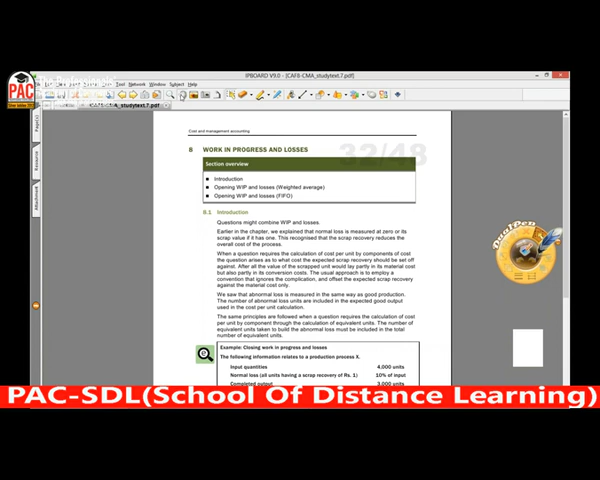 The Professionals'
PAC
IPBOARD V9.0 - [CAF8-CMA_studytext.7.pdf]
Insert Tools Draw Network Window Subject Help
CAF8-CMA_studytext.7.pdf
Page(s)
Resource
Attachment
Cost and management accounting
32/48
8 WORK IN PROGRESS AND LOSSES
Section overview
■ Introduction
■ Opening WIP and losses (Weighted average)
■ Opening WIP and losses (FIFO)
8.1 Introduction
Questions might combine WIP and losses.
Earlier in the chapter, we explained that normal loss is measured at zero or its
scrap value if it has one. This recognised that the scrap recovery reduces the
overall cost of the process.
When a question requires the calculation of cost per unit by components of cost
the question arises as to what cost the expected scrap recovery should be set off
against. After all the value of the scrapped unit would lay partly in its material cost
but also partly in its conversion costs. The usual approach is to employ a
convention that ignores the complication, and offset the expected scrap recovery
against the material cost only.
We saw that abnormal loss is measured in the same way as good production.
The number of abnormal loss units are included in the expected good output
used in the cost per unit calculation.
The same principles are followed when a question requires the calculation of cost
per unit by component through the calculation of equivalent units. The number of
equivalent units taken to build the abnormal loss must be included in the total
number of equivalent units.
Example: Closing work in progress and losses
The following information relates to a production process X.
Input quantities 4,000 units
Normal loss (all units having a scrap recovery of Rs. 1) 10% of input
Completed output 3,000 units
DualPen
PAC-SDL(School Of Distance Learning)